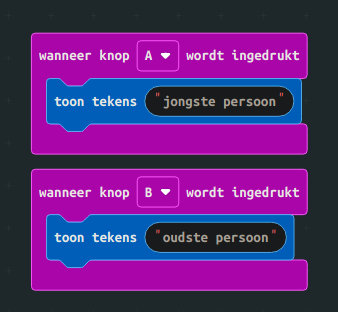 wanneer knop A wordt ingedrukt
toon tekens "jongste persoon"
wanneer knop B wordt ingedrukt
toon tekens "oudste persoon"